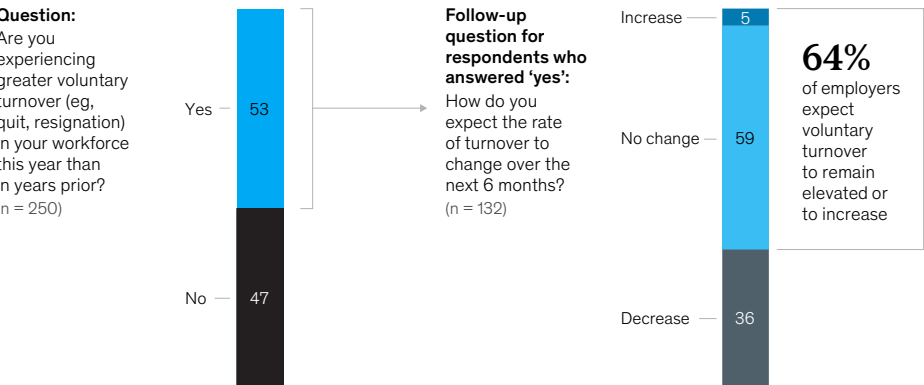 Question:
Are you
experiencing
greater voluntary
turnover (eg,
quit, resignation)
in your workforce
this year than
in years prior?
(n = 250)
Yes
53
No
47
Follow-up
question for
respondents who
answered ‘yes’:
How do you
expect the rate
of turnover to
change over the
next 6 months?
(n = 132)
Increase
5
No change
59
Decrease
36
64%
of employers
expect
voluntary
turnover
to remain
elevated or
to increase